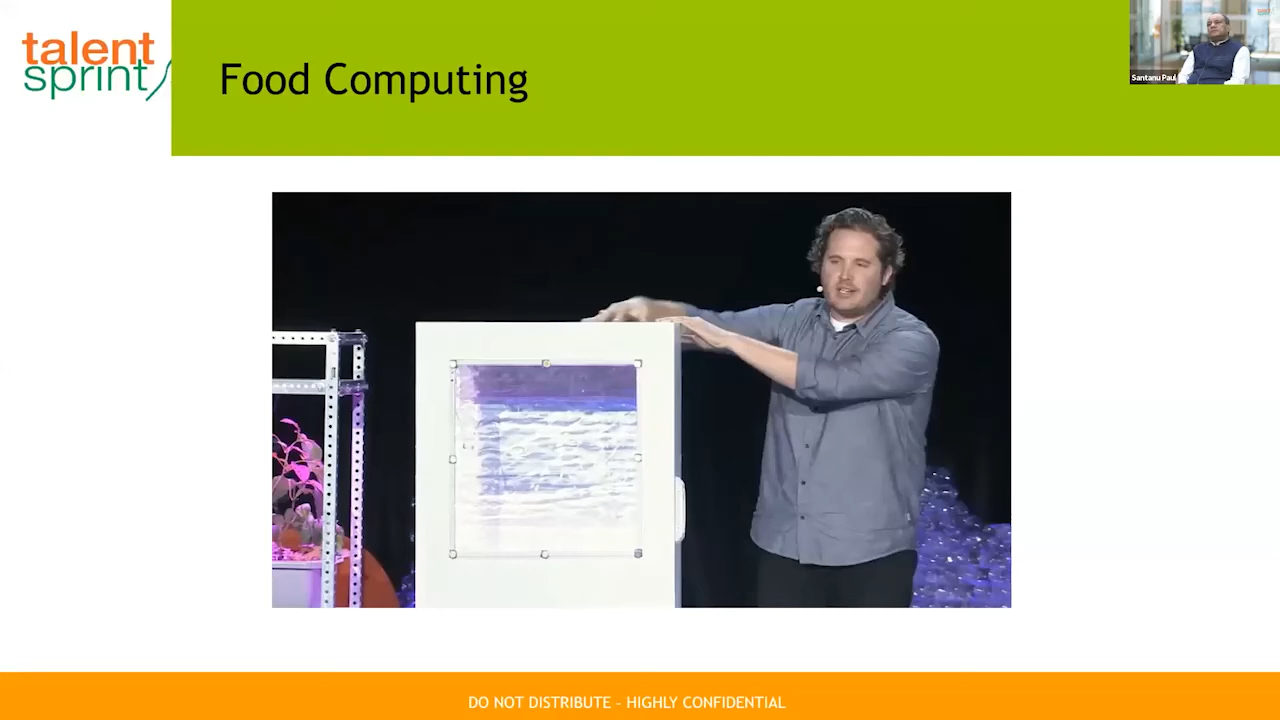 talent
sprint
Food Computing
Santanu Paul
DO NOT DISTRIBUTE - HIGHLY CONFIDENTIAL